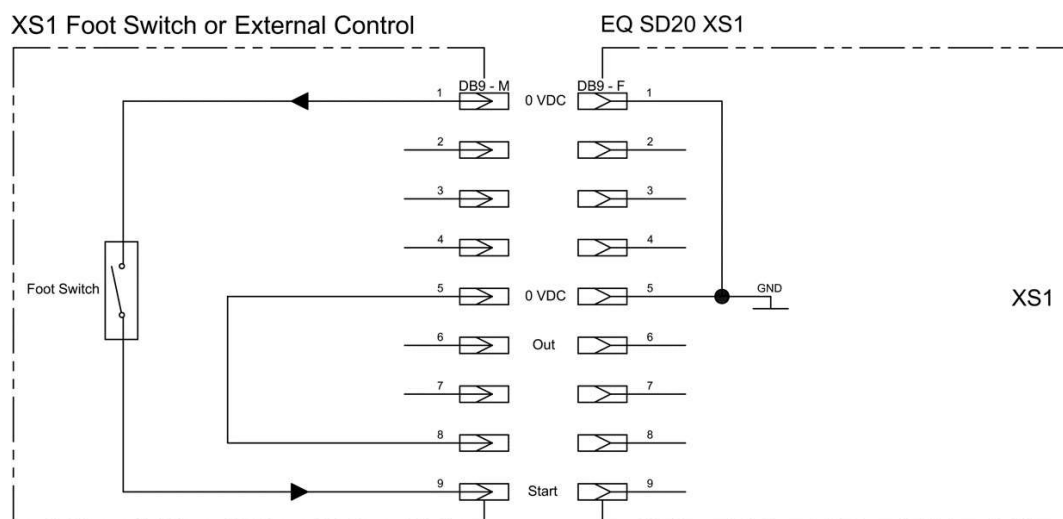 XS1 Foot Switch or External Control
EQ SD20 XS1
DB9 - M
DB9 - F
1 0 VDC 1
2 2
3 3
4 4
Foot Switch
5 0 VDC 5
GND
XS1
6 Out 6
7 7
8 8
9 Start 9